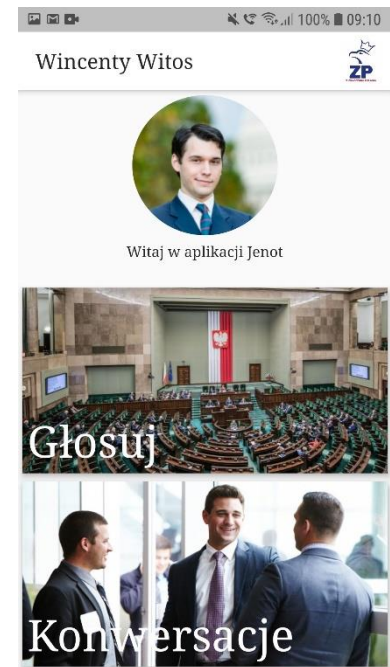 100% 09:10
Wincenty Witos
ZP
Witaj w aplikacji Jenot
Głosuj
Konwersacje